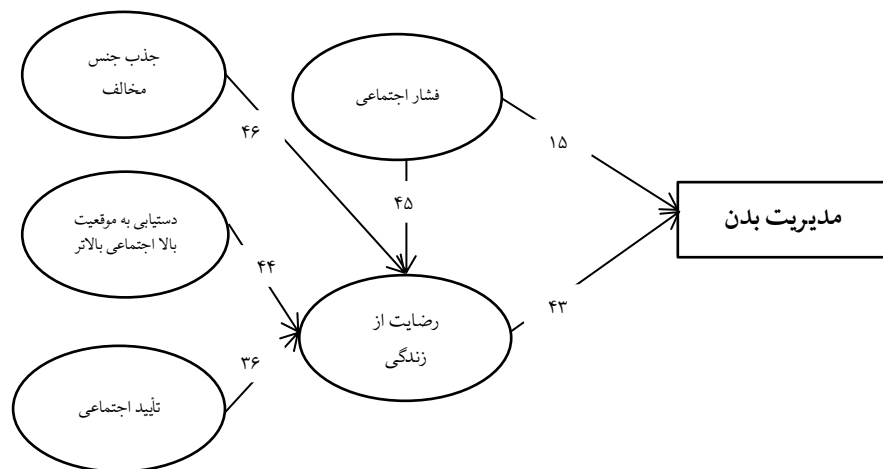 جذب جنس
مخالف
فشار اجتماعی
۴۶
۱۵
۴۵
دستیابی به موقعیت
بالا اجتماعی بالاتر
مدیریت بدن
۴۴
۴۳
رضایت از
زندگی
۳۶
تأیید اجتماعی